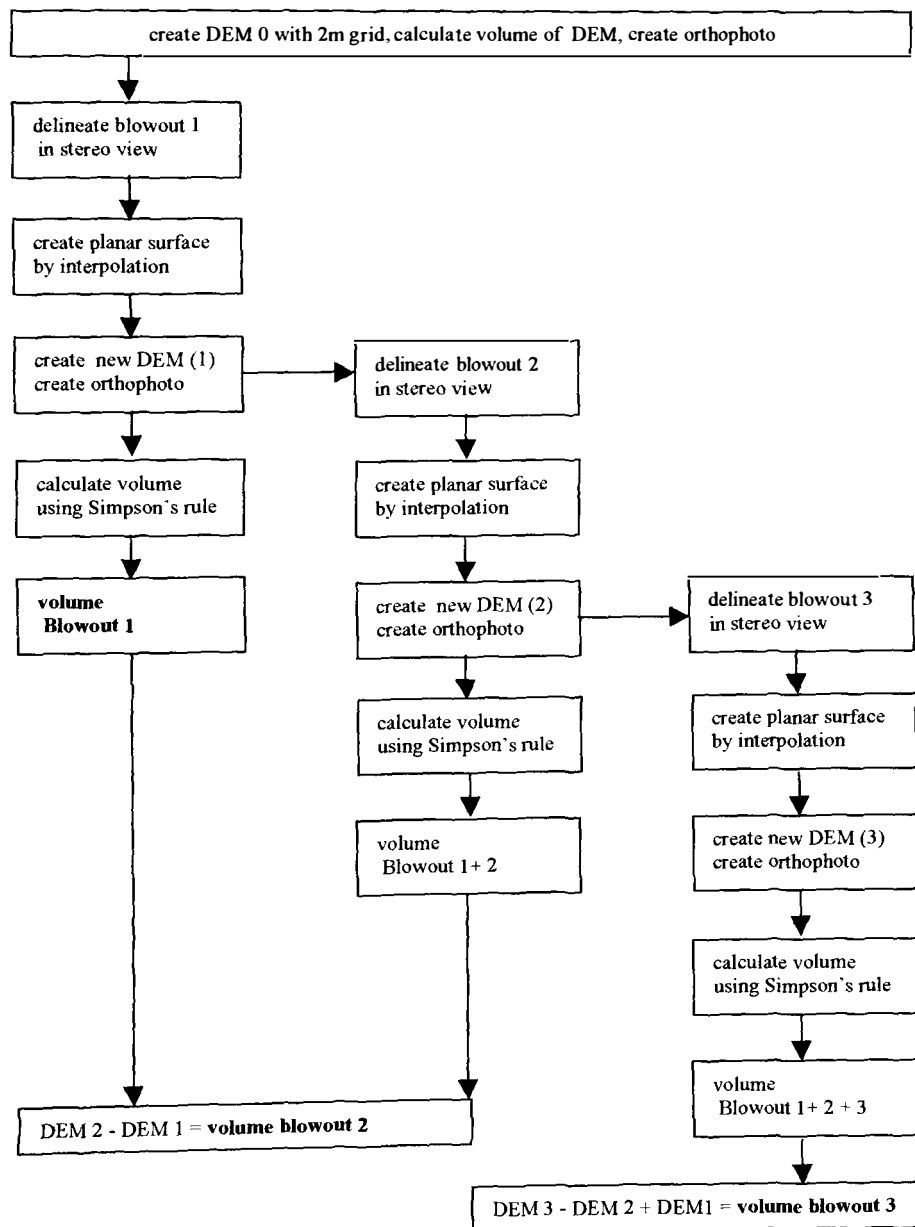 create DEM 0 with 2m grid, calculate volume of DEM, create orthophoto
delineate blowout 1
in stereo view
create planar surface
by interpolation
create new DEM (1)
create orthophoto
calculate volume
using Simpson's rule
volume
Blowout 1
delineate blowout 2
in stereo view
create planar surface
by interpolation
create new DEM (2)
create orthophoto
calculate volume
using Simpson's rule
volume
Blowout 1+ 2
delineate blowout 3
in stereo view
create planar surface
by interpolation
create new DEM (3)
create orthophoto
calculate volume
using Simpson's rule
volume
Blowout 1+ 2 + 3
DEM 2 - DEM 1 = volume blowout 2
DEM 3 - DEM 2 + DEM1 = volume blowout 3